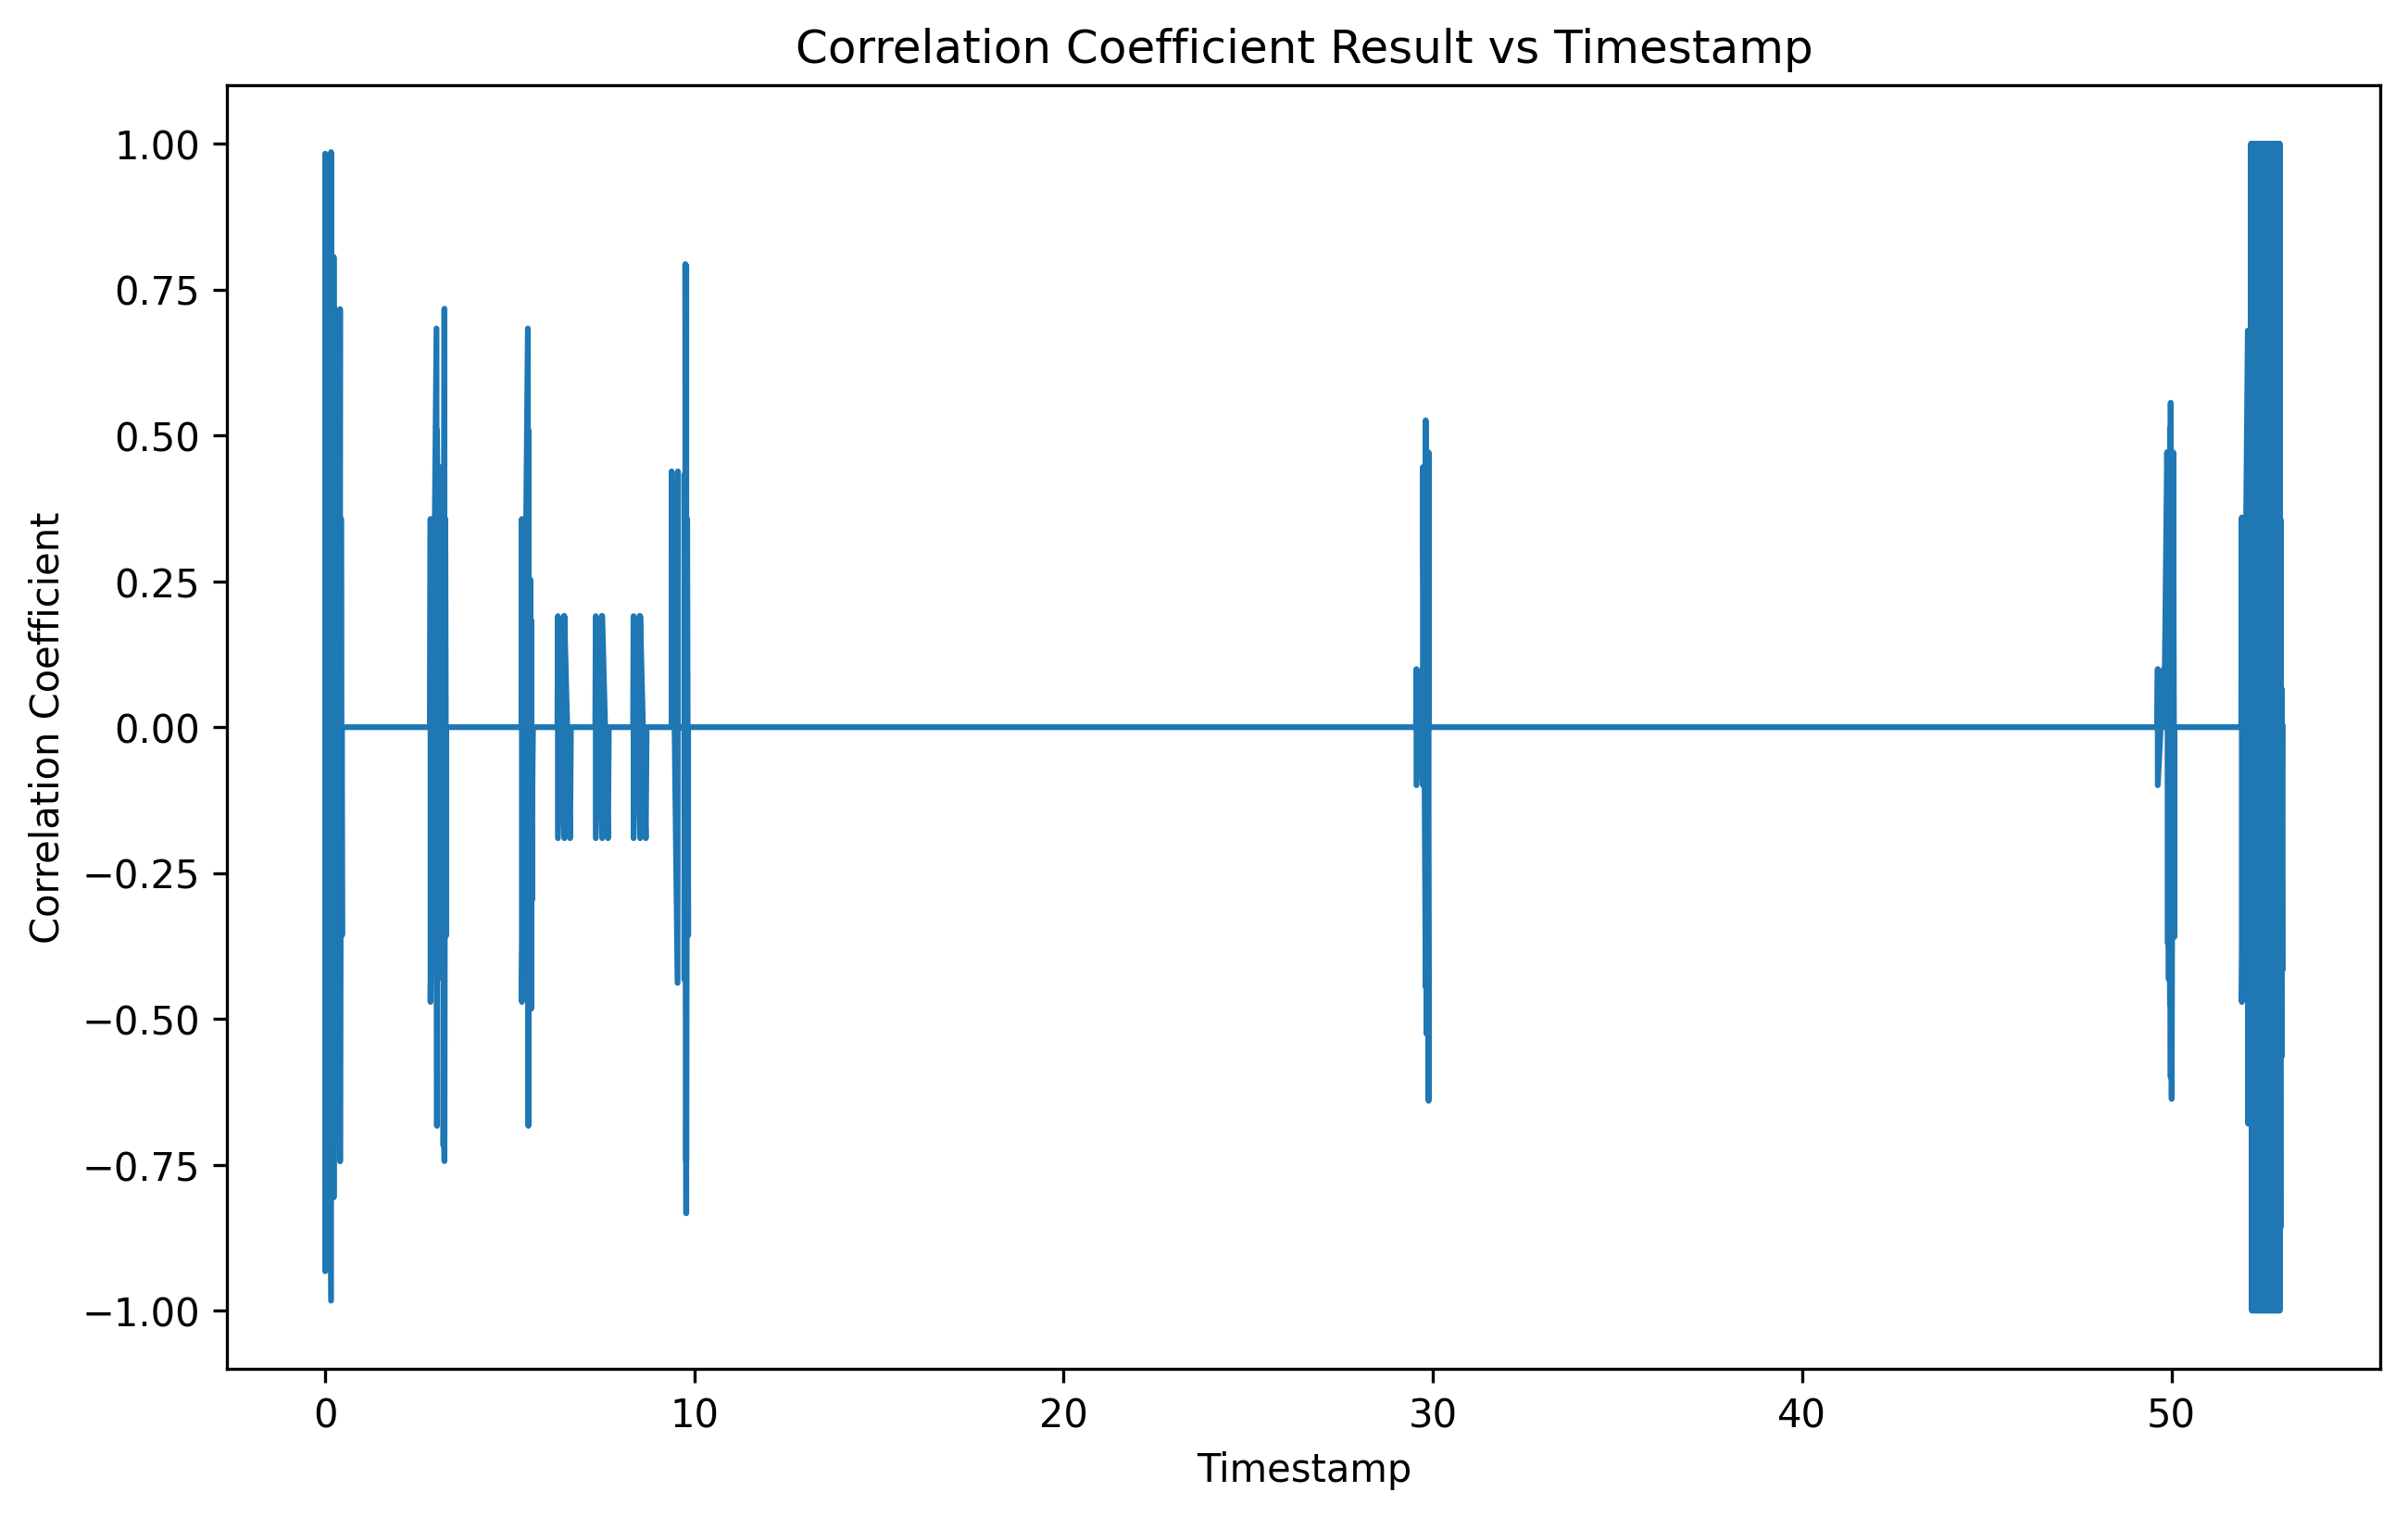 Correlation Coefficient Result vs Timestamp
1.00
0.75
0.50
0.25
0.00
−0.25
−0.50
−0.75
−1.00
Correlation Coefficient
0 10 20 30 40 50
Timestamp